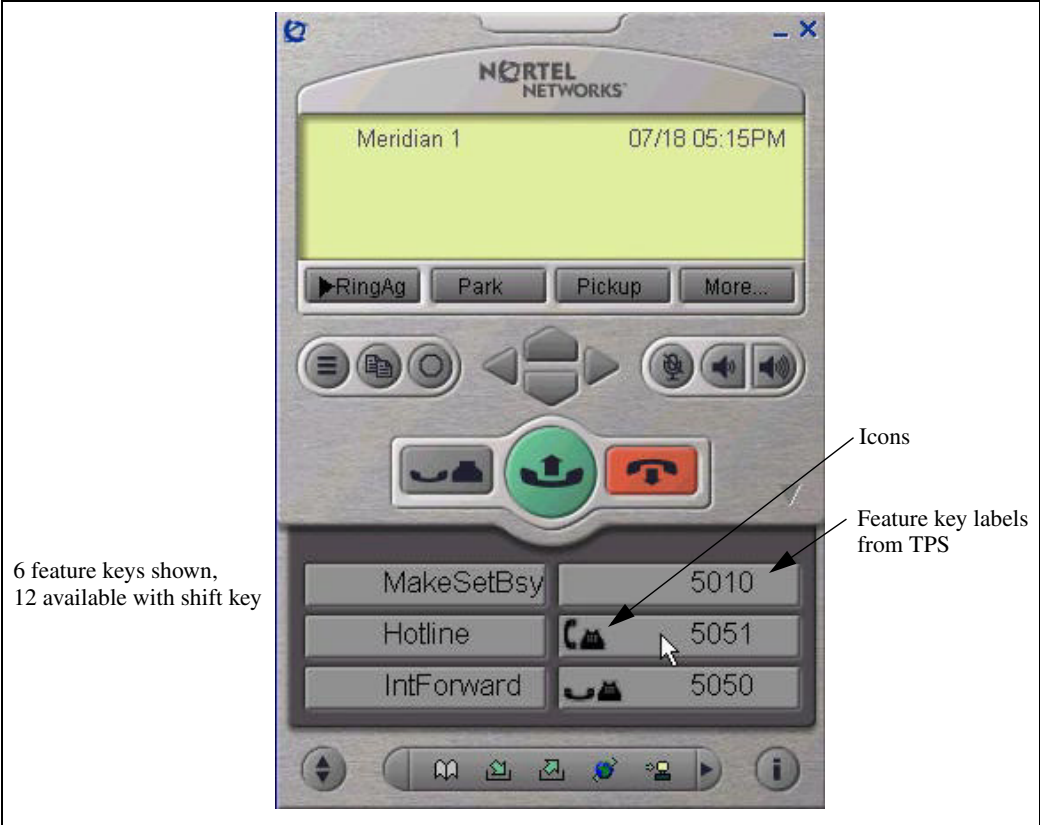 NORTEL
NETWORKS™
Meridian 1 07/18 05:15PM
RingAg Park Pickup More...
Icons
Feature key labels
from TPS
6 feature keys shown,
12 available with shift key
MakeSetBsy 5010
Hotline 5051
IntForward 5050